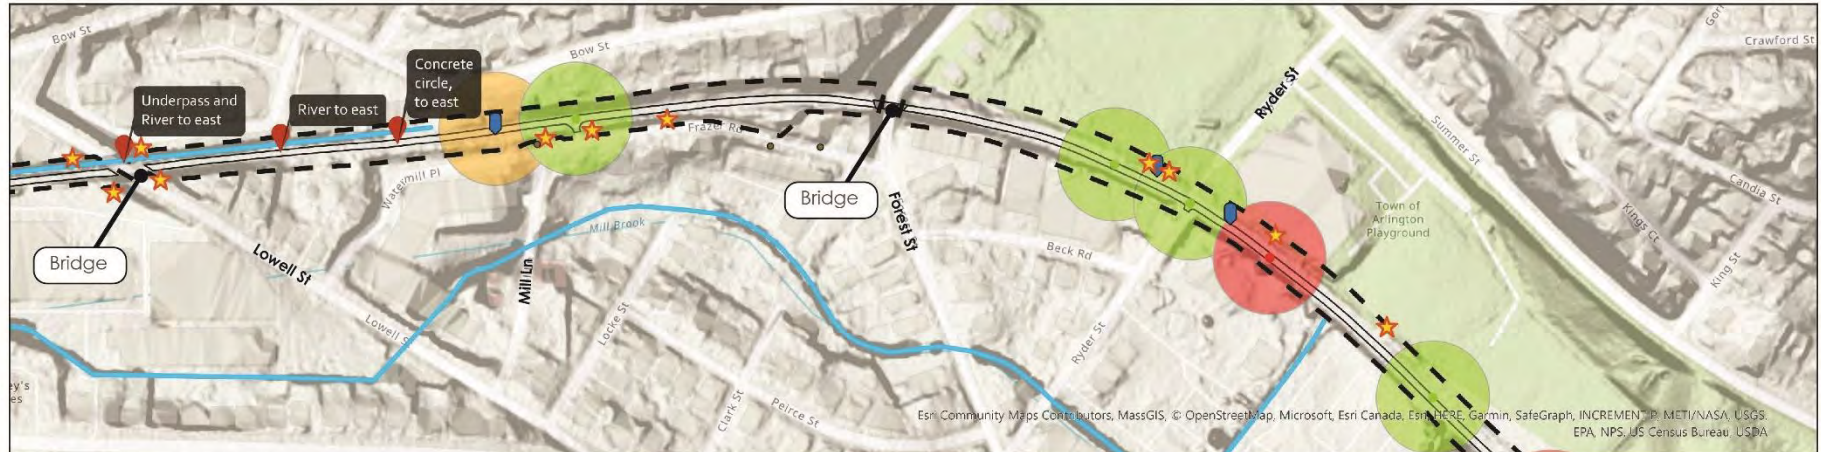 Bow St
Bow St
Gor
Crawford St
Concrete
circle,
to east
Underpass and
River to east
River to east
Ryder St
Frazer Rd
Summer St
Watermill Pl
Bridge
Candia St
Mill Brook
Forest St
Town of
Arlington
Playground
Kings Ct
Bridge
Lowell St
Beck Rd
King St
Mill Ln
Locke St
Lowell S
Ryder St
ey's
es
Clark St
Peirce St
Esri Community Maps Contributors, MassGIS, © OpenStreetMap, Microsoft, Esri Canada, Esri, HERE, Garmin, SafeGraph, INCREMENT P, METI/NASA, USGS,
EPA, NPS, US Census Bureau, USDA